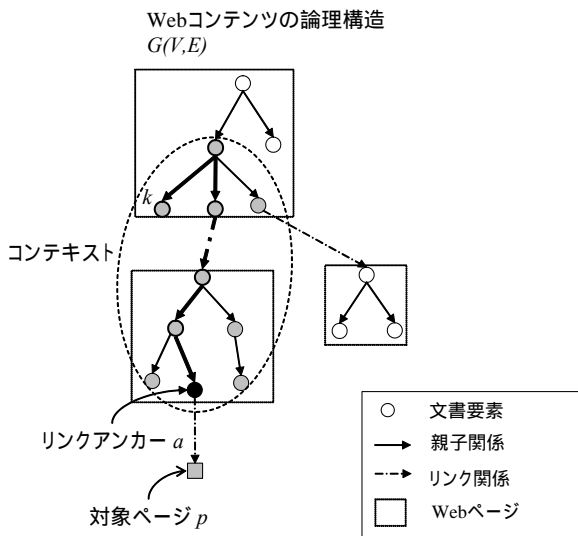 Webコンテンツの論理構造
G(V,E)
k
コンテキスト
リンクアンカー a
対象ページ p
文書要素
親子関係
リンク関係
Webページ